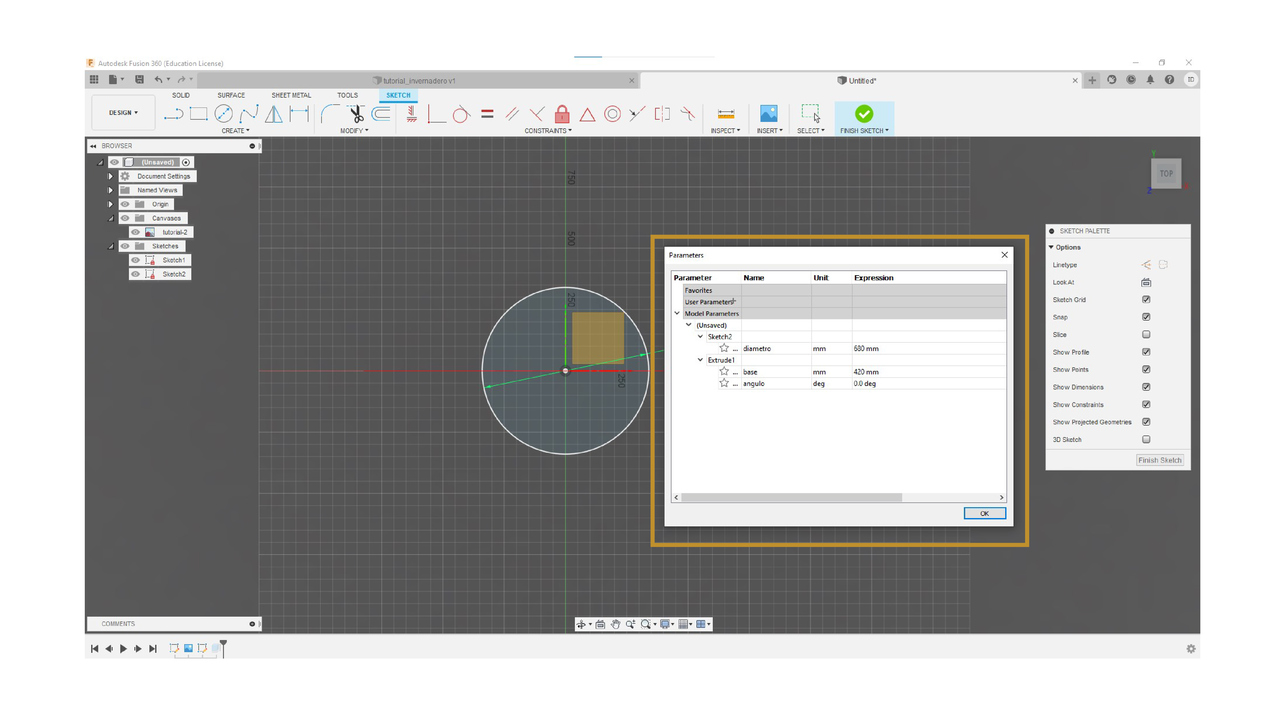 Autodesk Fusion 360 (Education License)
tutorial_invernadero v1
Untitled*
SOLID SURFACE SHEET METAL TOOLS SKETCH
DESIGN
CREATE MODIFY CONSTRAINTS INSPECT INSERT SELECT FINISH SKETCH
BROWSER
(Unsaved)
Document Settings
Named Views
Origin
Canvases
tutorial-2
Sketches
Sketch1
Sketch2
750
500
250
250
Y
TOP
Z
Parameters
Parameter Name Unit Expression
Favorites
User Parameters
Model Parameters
(Unsaved)
Sketch2
... diametro mm 680 mm
Extrude1
... base mm 420 mm
... angulo deg 0.0 deg
OK
SKETCH PALETTE
Options
Linetype
Look At
Sketch Grid
Snap
Slice
Show Profile
Show Points
Show Dimensions
Show Constraints
Show Projected Geometries
3D Sketch
Finish Sketch
COMMENTS